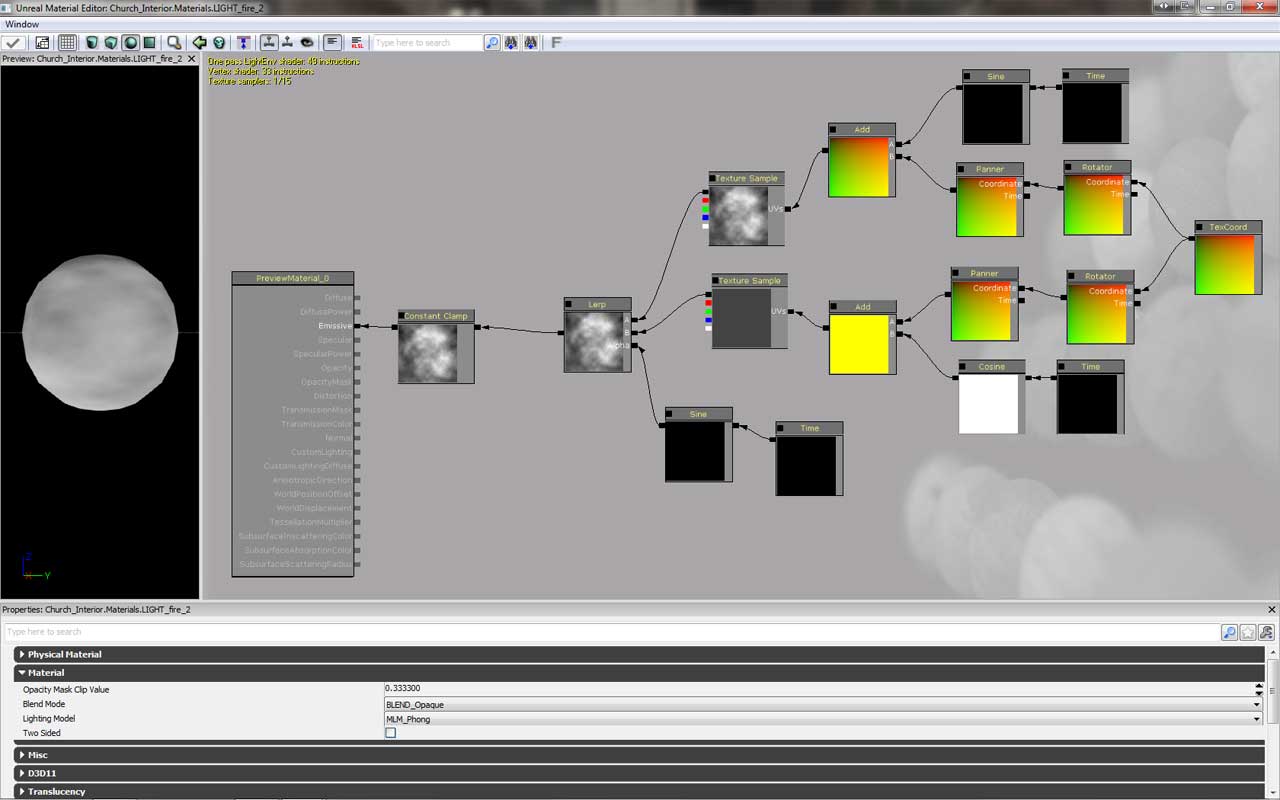 Unreal Material Editor: Church_Interior.Materials.LIGHT_fire_2
Window
HLSL
Type here to search
F
Preview: Church_Interior.Materials.LIGHT_fire_2
One pass LightEnv shader: 49 instructions
Vertex shader: 33 instructions
Texture samplers: 1/15
Sine
Time
Add
A
B
Panner
Coordinate
Time
Rotator
Coordinate
Time
Texture Sample
UVs
TexCoord
PreviewMaterial_0
Diffuse
DiffusePower
Emissive
Specular
SpecularPower
Opacity
OpacityMask
Distortion
TransmissionMask
TransmissionColor
Normal
CustomLighting
CustomLightingDiffuse
AnisotropicDirection
WorldPositionOffset
WorldDisplacement
TessellationMultiplier
SubsurfaceInscatteringColor
SubsurfaceAbsorptionColor
SubsurfaceScatteringRadius
Constant Clamp
Lerp
A
B
Alpha
Texture Sample
UVs
Add
A
B
Panner
Coordinate
Time
Rotator
Coordinate
Time
Cosine
Time
Sine
Time
Z
X
Y
Properties: Church_Interior.Materials.LIGHT_fire_2
Type here to search
Physical Material
Material
Opacity Mask Clip Value 0.333300
Blend Mode BLEND_Opaque
Lighting Model MLM_Phong
Two Sided
Misc
D3D11
Translucency